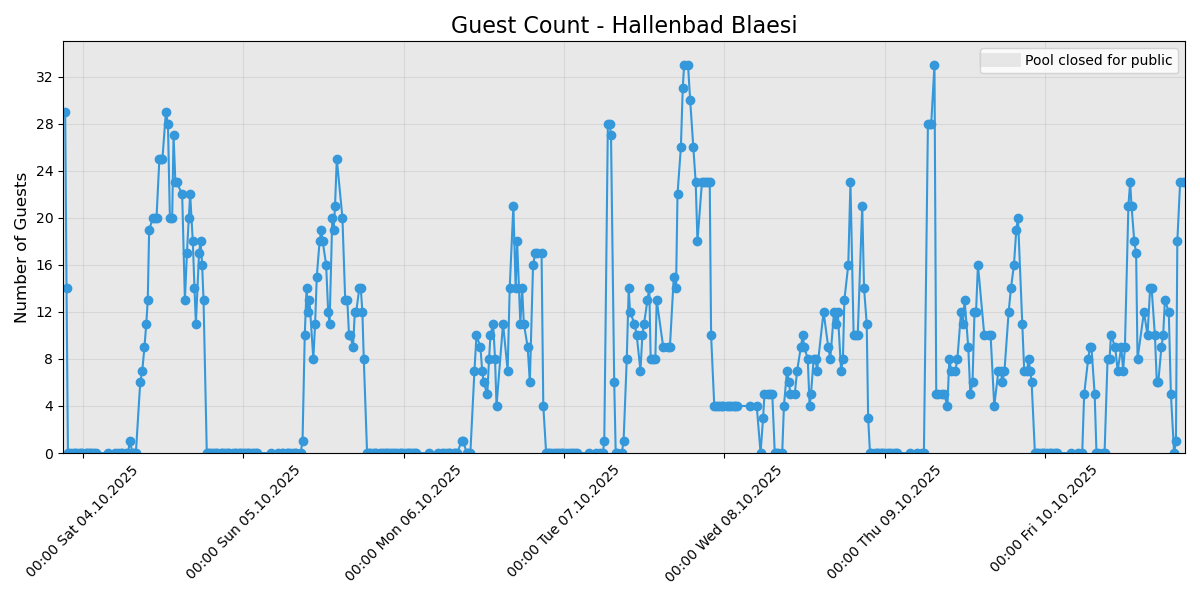 Guest Count - Hallenbad Blaesi
Pool closed for public
Number of Guests
32
28
24
20
16
12
8
4
0
00:00 Sat 04.10.2025
00:00 Sun 05.10.2025
00:00 Mon 06.10.2025
00:00 Tue 07.10.2025
00:00 Wed 08.10.2025
00:00 Thu 09.10.2025
00:00 Fri 10.10.2025